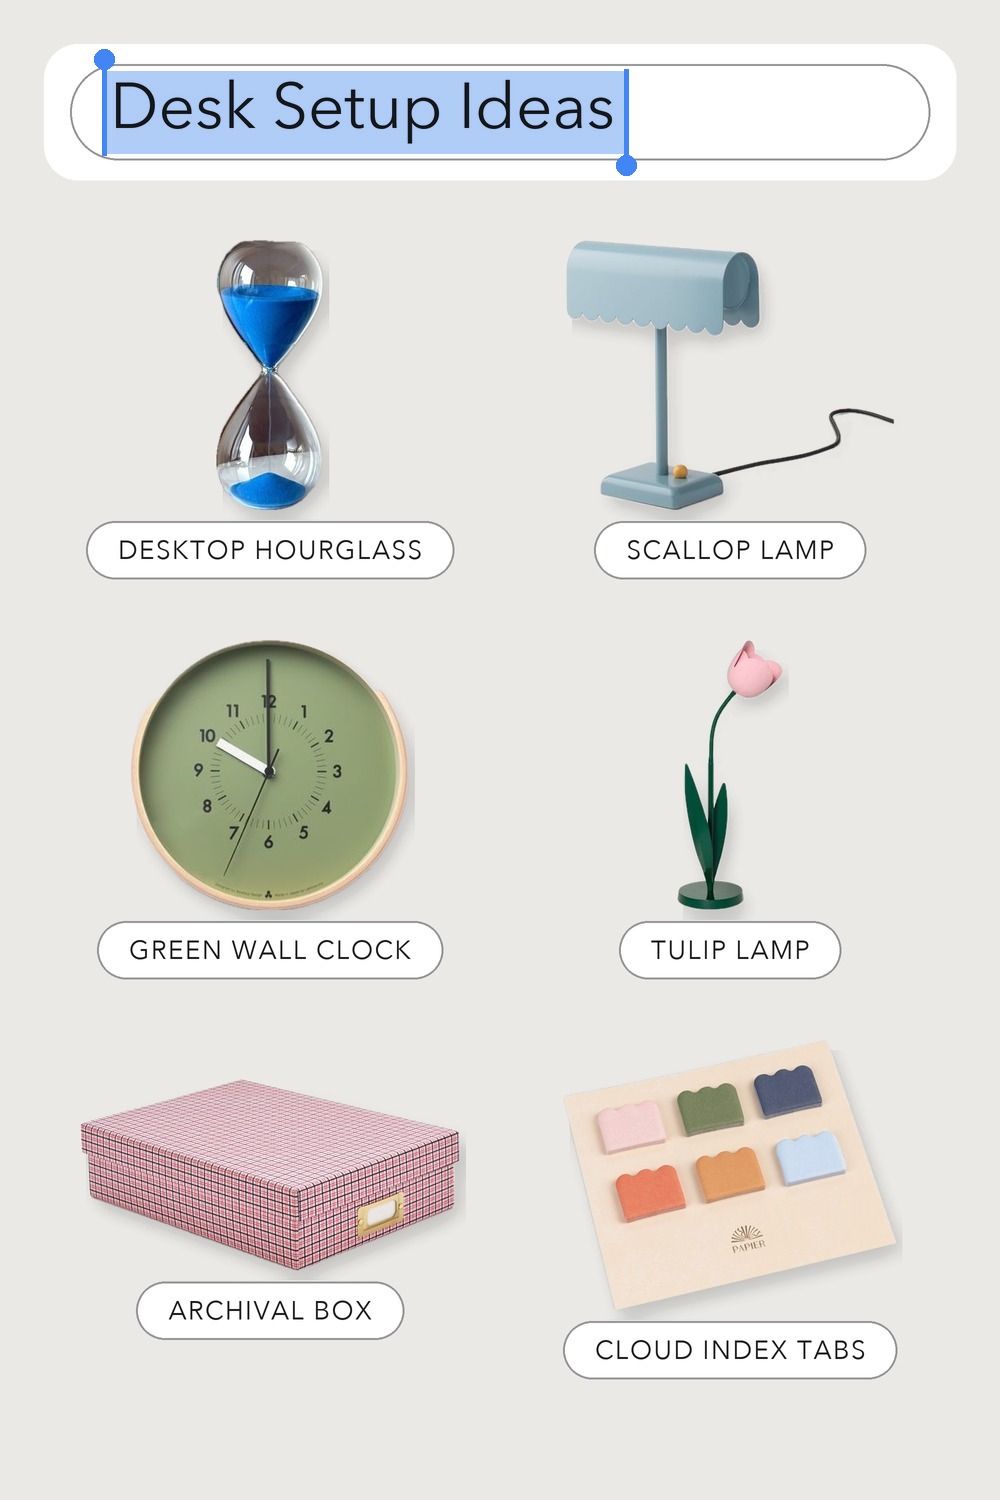 Desk Setup Ideas
DESKTOP HOURGLASS
SCALLOP LAMP
12
11
1
10
2
9
3
8
4
7
5
6
GREEN WALL CLOCK
TULIP LAMP
PAPIER
ARCHIVAL BOX
CLOUD INDEX TABS